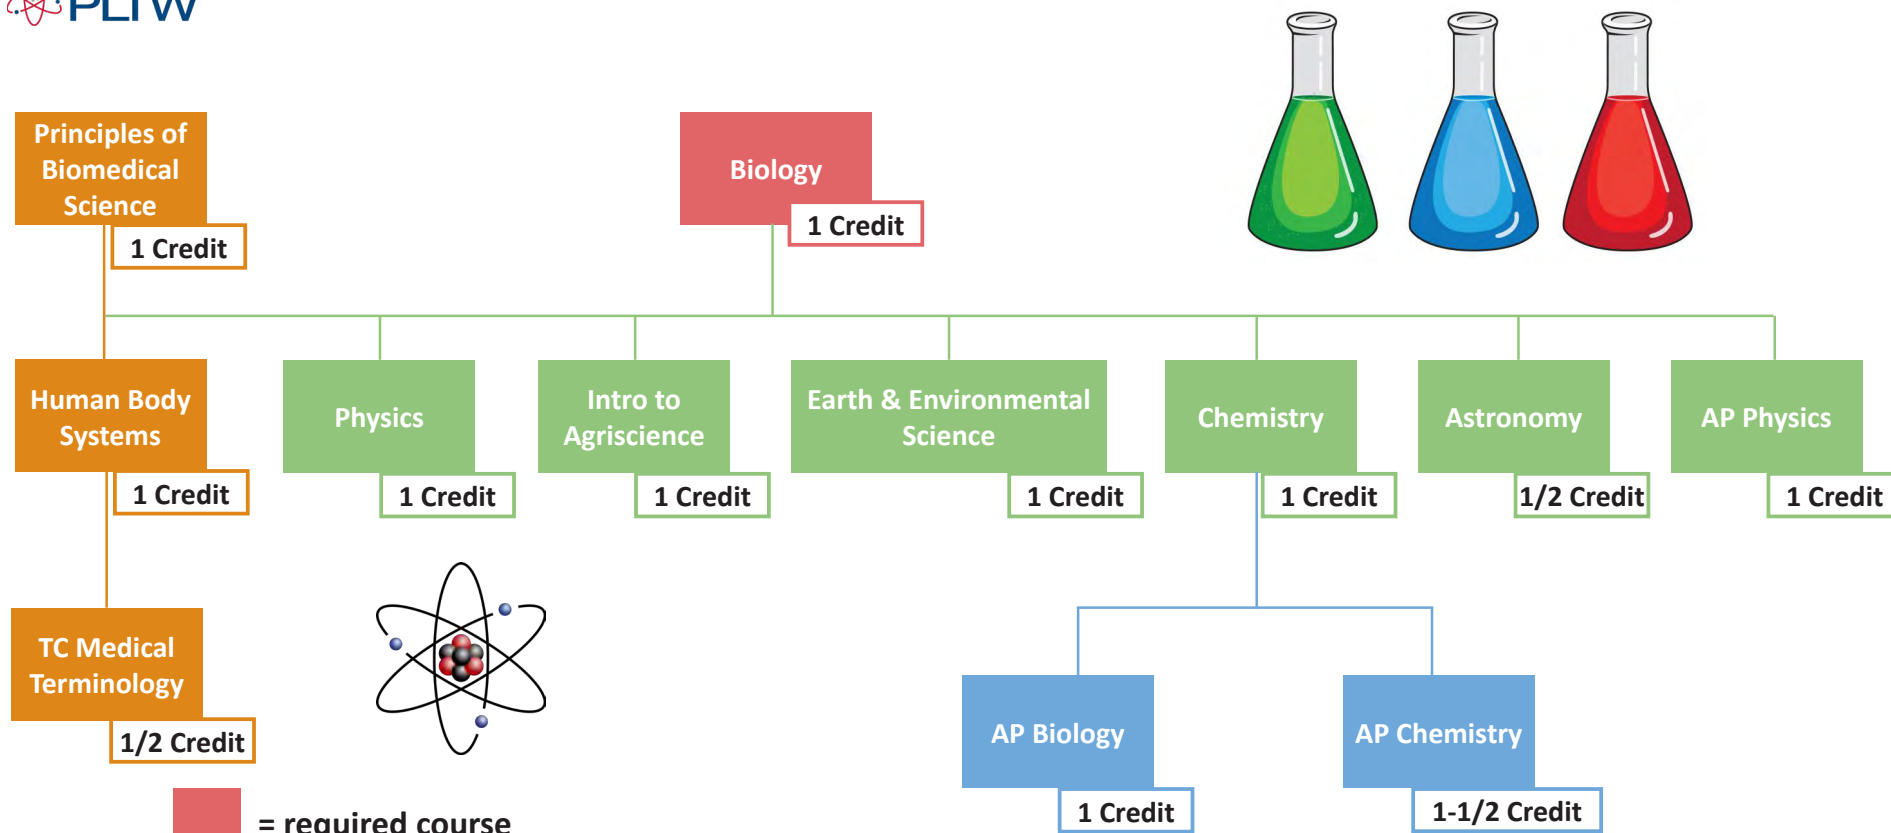 PLTW
Principles of
Biomedical
Science
1 Credit
Biology
1 Credit
Human Body
Systems
1 Credit
Physics
1 Credit
Intro to
Agriscience
1 Credit
Earth & Environmental
Science
1 Credit
Chemistry
1 Credit
Astronomy
1/2 Credit
AP Physics
1 Credit
TC Medical
Terminology
1/2 Credit
AP Biology
1 Credit
AP Chemistry
1-1/2 Credit
= required course